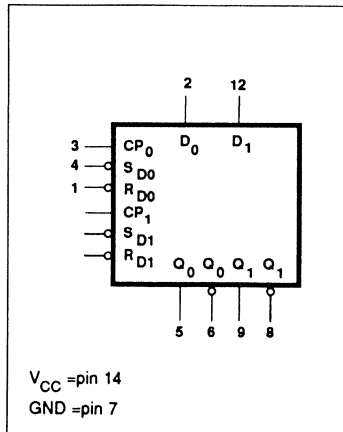 2 12
3 CP0 D0 D1
4 SD0
1 RD0
CP1
SD1
RD1 Q0 Q0 Q1 Q1
5 6 9 8
VCC =pin 14
GND =pin 7